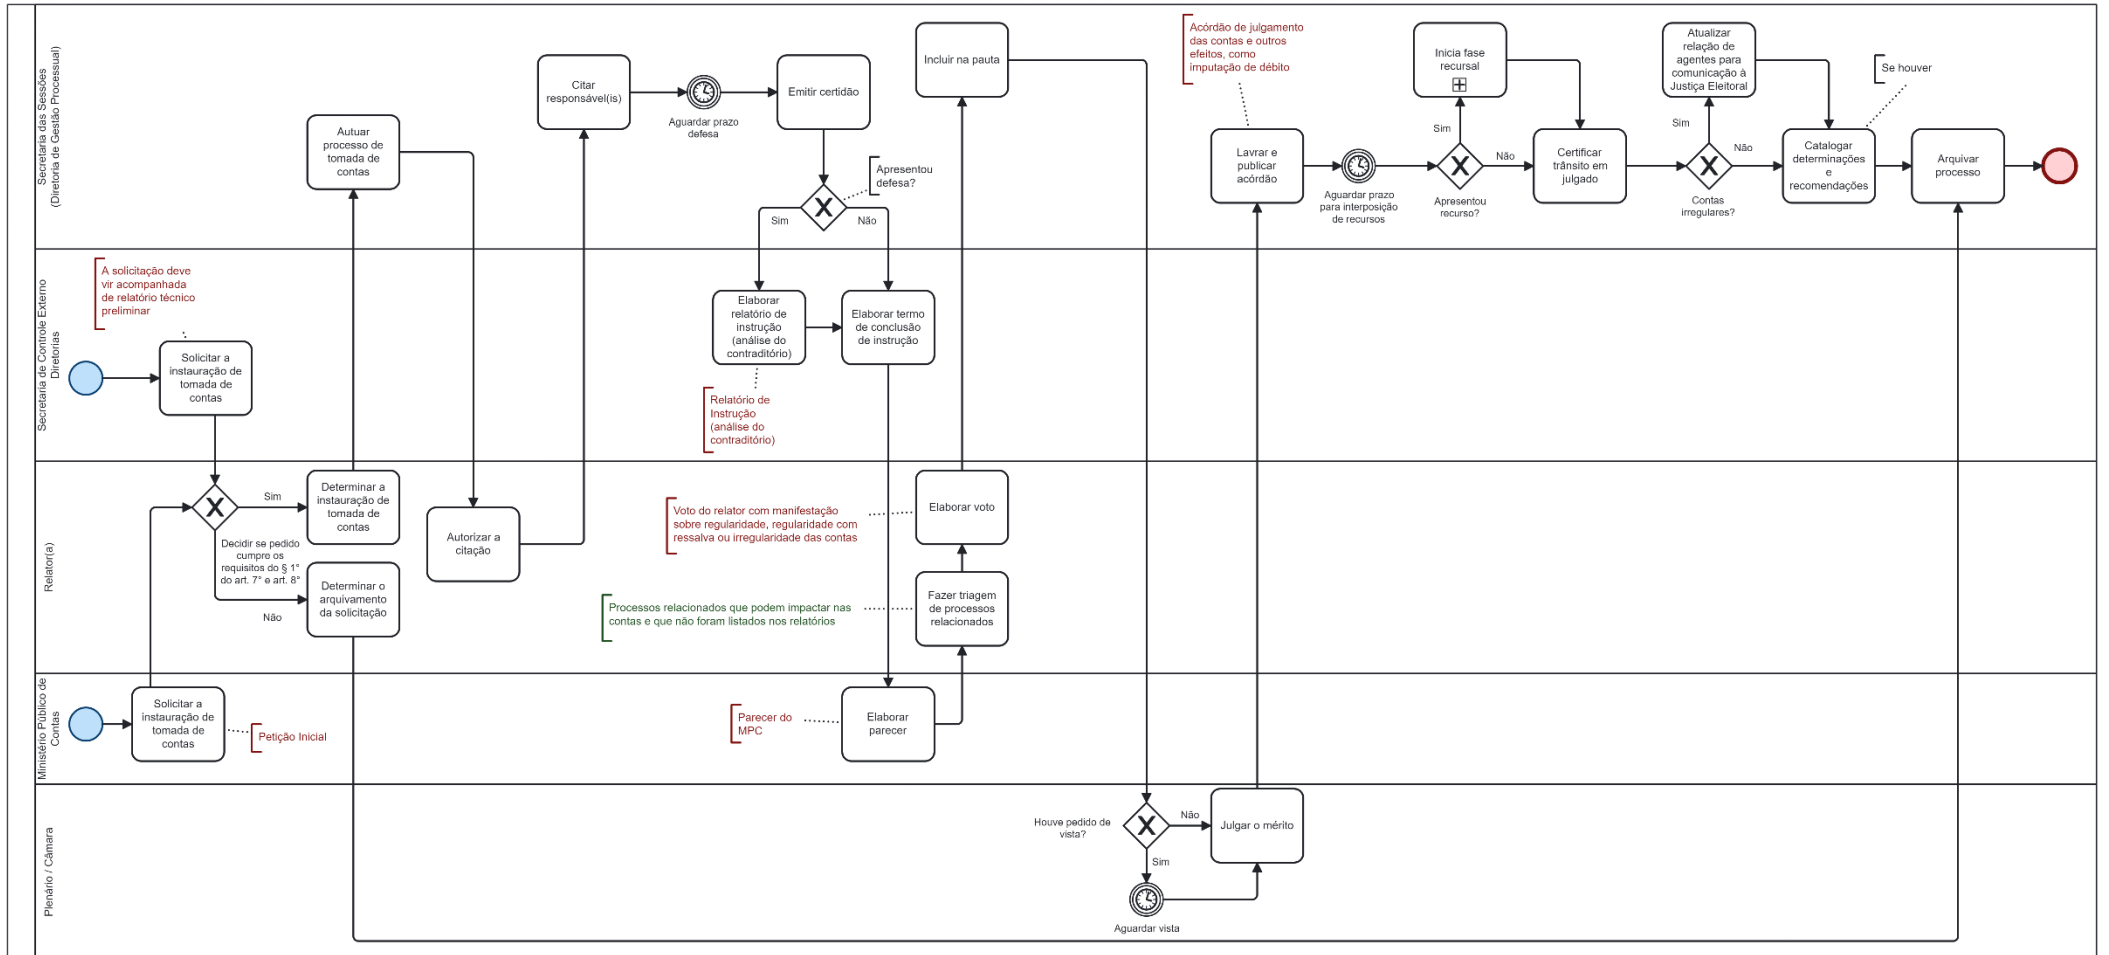 Secretaria das Sessões
(Diretoria de Gestão Processual)
Autuar
processo de
tomada de
contas
Citar
responsável(is)
Aguardar prazo
defesa
Emitir certidão
Apresentou
defesa?
Sim
Não
Incluir na pauta
Acórdão de julgamento
das contas e outros
efeitos, como
imputação de débito
Lavrar e
publicar
acórdão
Aguardar prazo
para interposição
de recursos
Inicia fase
recursal
Sim
Não
Apresentou
recurso?
Certificar
trânsito em
julgado
Atualizar
relação de
agentes para
comunicação à
Justiça Eleitoral
Sim
Não
Contas
irregulares?
Se houver
Catalogar
determinações
e
recomendações
Arquivar
processo
Secretaria de Controle Externo
Diretorias
A solicitação deve
vir acompanhada
de relatório técnico
preliminar
Solicitar a
instauração de
tomada de
contas
Elaborar
relatório de
instrução
(análise do
contraditório)
Elaborar termo
de conclusão
de instrução
Relatório de
Instrução
(análise do
contraditório)
Relator(a)
Sim
Decidir se pedido
cumpre os
requisitos do § 1°
do art. 7° e art. 8°
Não
Determinar a
instauração de
tomada de
contas
Determinar o
arquivamento
da solicitação
Autorizar a
citação
Voto do relator com manifestação
sobre regularidade, regularidade com
ressalva ou irregularidade das contas
Elaborar voto
Processos relacionados que podem impactar nas
contas e que não foram listados nos relatórios
Fazer triagem
de processos
relacionados
Ministério Público de
Contas
Solicitar a
instauração de
tomada de
contas
Petição Inicial
Parecer do
MPC
Elaborar
parecer
Plenário / Câmara
Houve pedido de
vista?
Não
Sim
Julgar o mérito
Aguardar vista